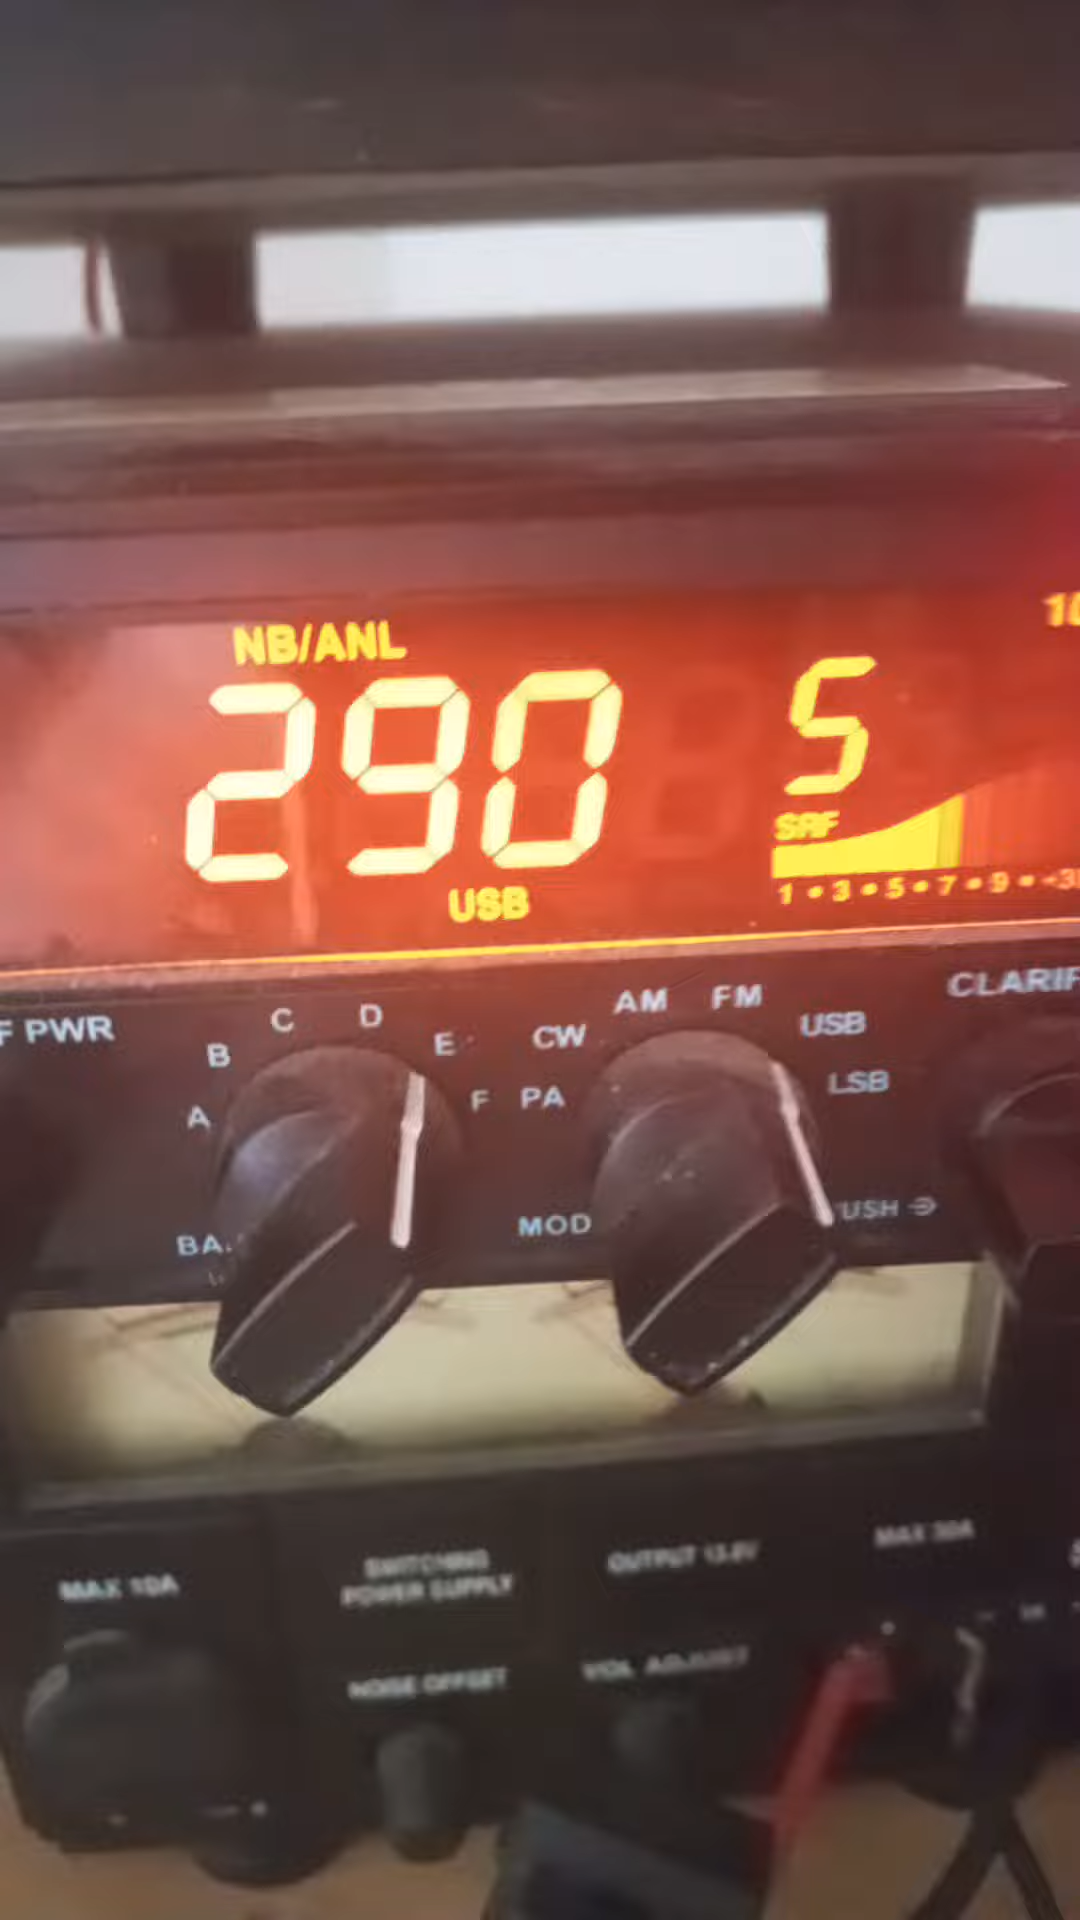 10
NB/ANL
290 5
SRF
1 • 3 • 5 • 7 • 9 •
USB
F PWR
A B C D E F
PA CW AM FM USB LSB
CLARIF
BA
MOD
USH
MAX 10A
SWITCHING
POWER SUPPLY
OUTPUT 13.8V
MAX 30A
NOISE OFFSET
VOL ADJUST